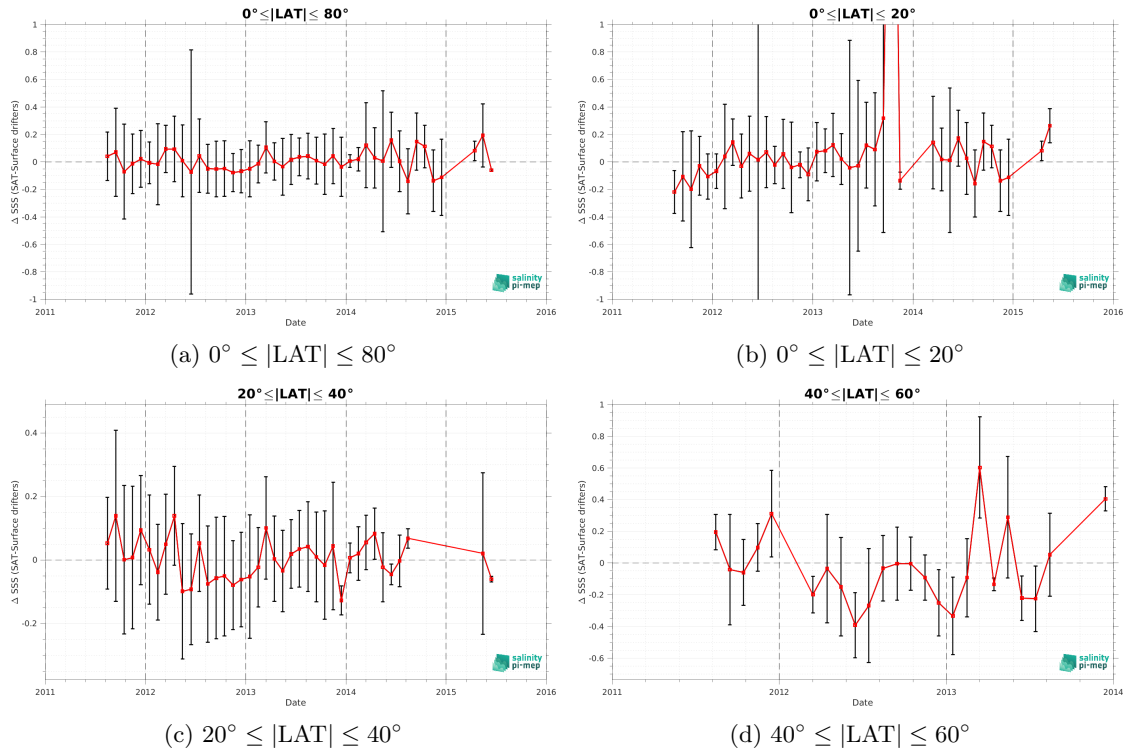 0°≤|LAT|≤ 80°
Δ SSS (SAT-Surface drifters)
1
0.8
0.6
0.4
0.2
0
-0.2
-0.4
-0.6
-0.8
-1
2011
2012
2013
2014
2015
2016
Date
salinity
pi-mep
(a) 0° ≤ |LAT| ≤ 80°
0°≤|LAT|≤ 20°
Δ SSS (SAT-Surface drifters)
1
0.8
0.6
0.4
0.2
0
-0.2
-0.4
-0.6
-0.8
-1
2011
2012
2013
2014
2015
2016
Date
salinity
pi-mep
(b) 0° ≤ |LAT| ≤ 20°
20°≤|LAT|≤ 40°
Δ SSS (SAT-Surface drifters)
0.4
0.2
0
-0.2
2011
2012
2013
2014
2015
2016
Date
salinity
pi-mep
(c) 20° ≤ |LAT| ≤ 40°
40°≤|LAT|≤ 60°
Δ SSS (SAT-Surface drifters)
1
0.8
0.6
0.4
0.2
0
-0.2
-0.4
-0.6
2011
2012
2013
2014
Date
salinity
pi-mep
(d) 40° ≤ |LAT| ≤ 60°